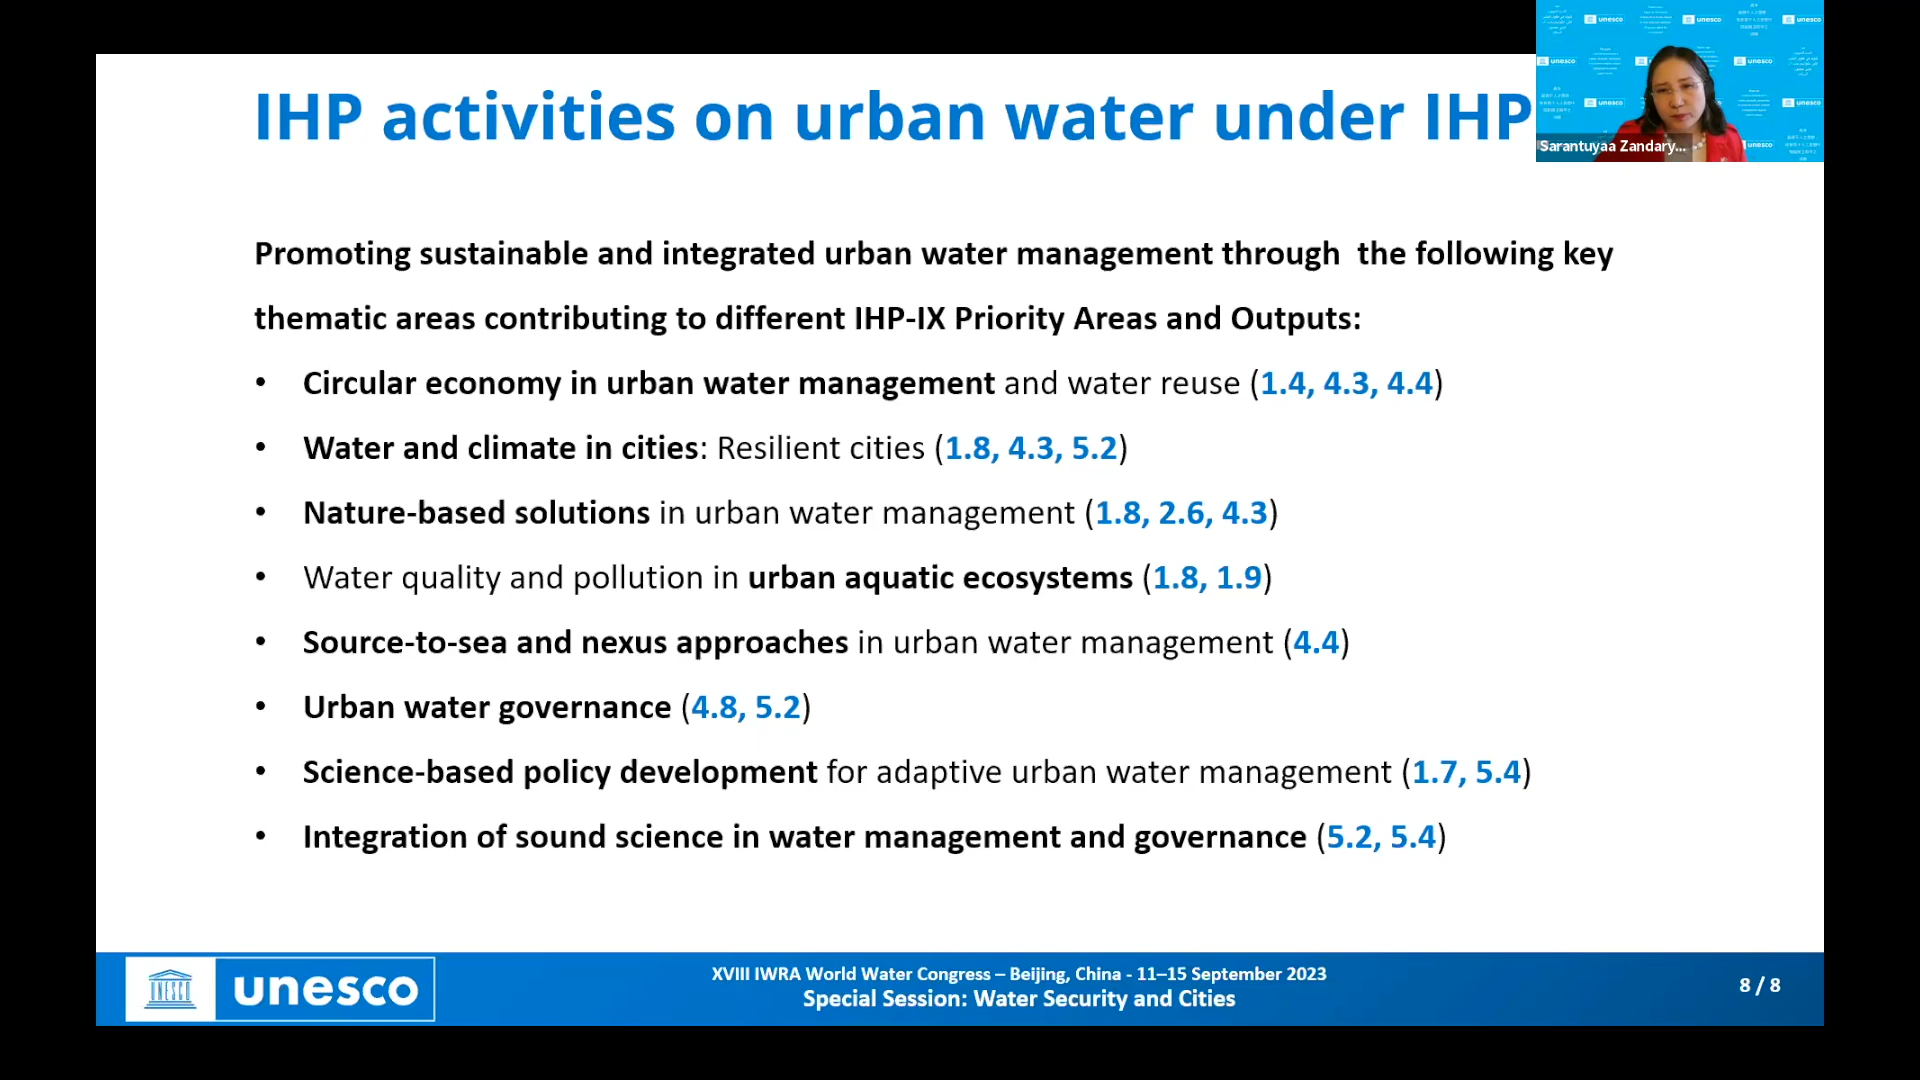 IHP activities on urban water under IHP
unesco
Sarantuyaa Zandary...
Promoting sustainable and integrated urban water management through  the following key
thematic areas contributing to different IHP-IX Priority Areas and Outputs:
• Circular economy in urban water management and water reuse (1.4, 4.3, 4.4)
• Water and climate in cities: Resilient cities (1.8, 4.3, 5.2)
• Nature-based solutions in urban water management (1.8, 2.6, 4.3)
• Water quality and pollution in urban aquatic ecosystems (1.8, 1.9)
• Source-to-sea and nexus approaches in urban water management (4.4)
• Urban water governance (4.8, 5.2)
• Science-based policy development for adaptive urban water management (1.7, 5.4)
• Integration of sound science in water management and governance (5.2, 5.4)
UNESCO
unesco
XVIII IWRA World Water Congress – Beijing, China - 11–15 September 2023
Special Session: Water Security and Cities
8 / 8